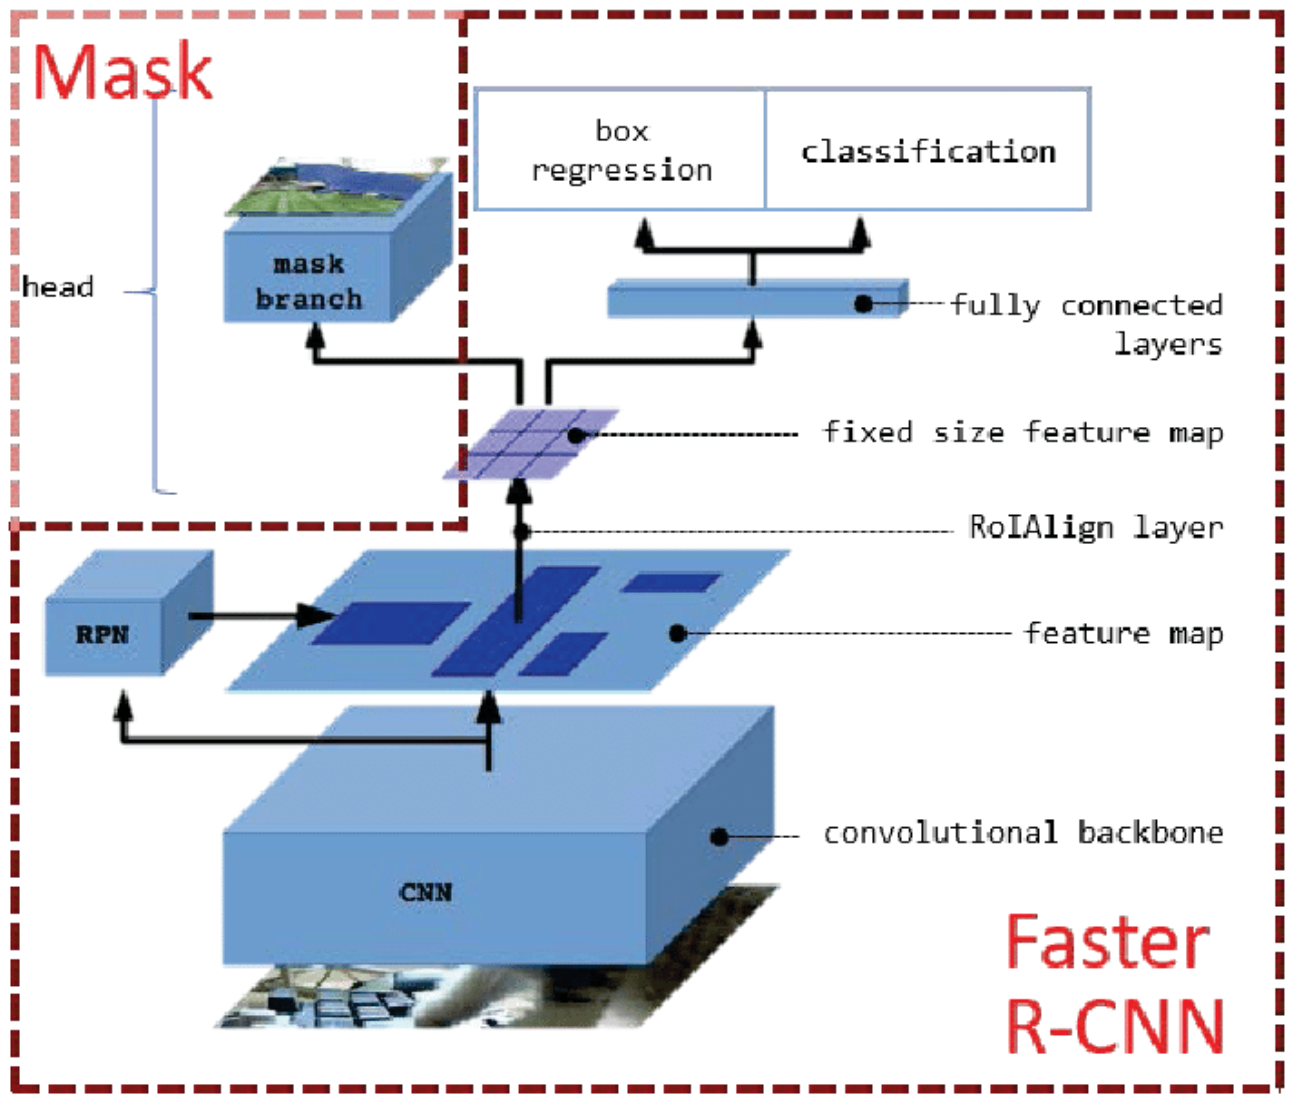 Mask
box
regression
classification
head
mask
branch
fully connected
layers
fixed size feature map
RoIAlign layer
RPN
feature map
convolutional backbone
CNN
Faster
R-CNN